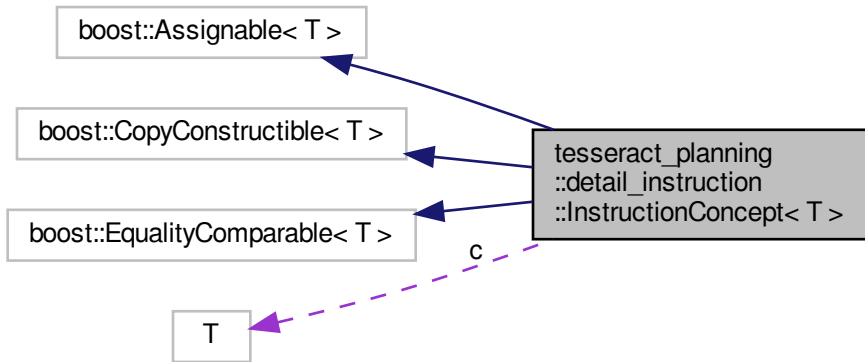 boost::Assignable< T >
boost::CopyConstructible< T >
boost::EqualityComparable< T >
T
c
tesseract_planning
::detail_instruction
::InstructionConcept< T >